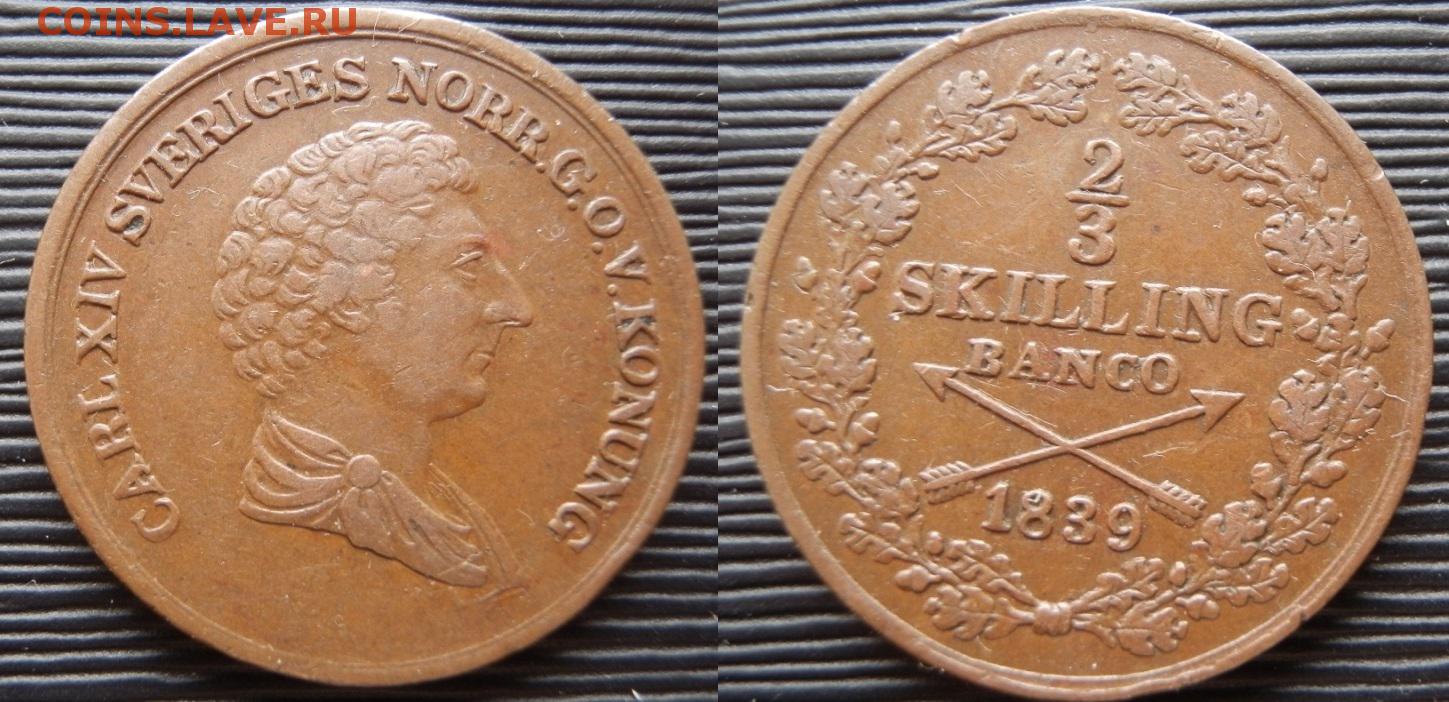 COINS.LAVE.RU
CARL XIV SVERIGES NORR. G. O. V. KONUNG
2
3
SKILLING
BANCO
1839